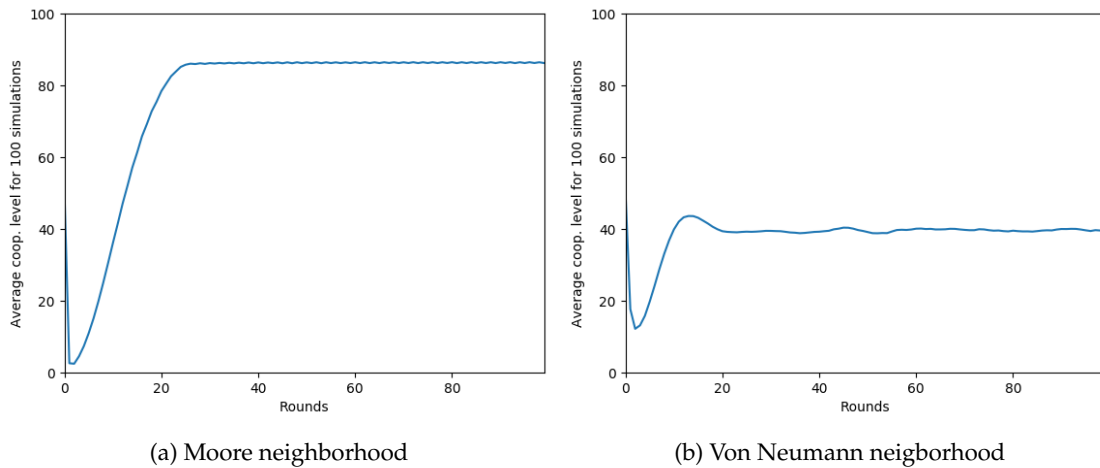 100
80
60
40
20
0
Average coop. level for 100 simulations
0 20 40 60 80
Rounds
(a) Moore neighborhood
100
80
60
40
20
0
Average coop. level for 100 simulations
0 20 40 60 80
Rounds
(b) Von Neumann neigborhood